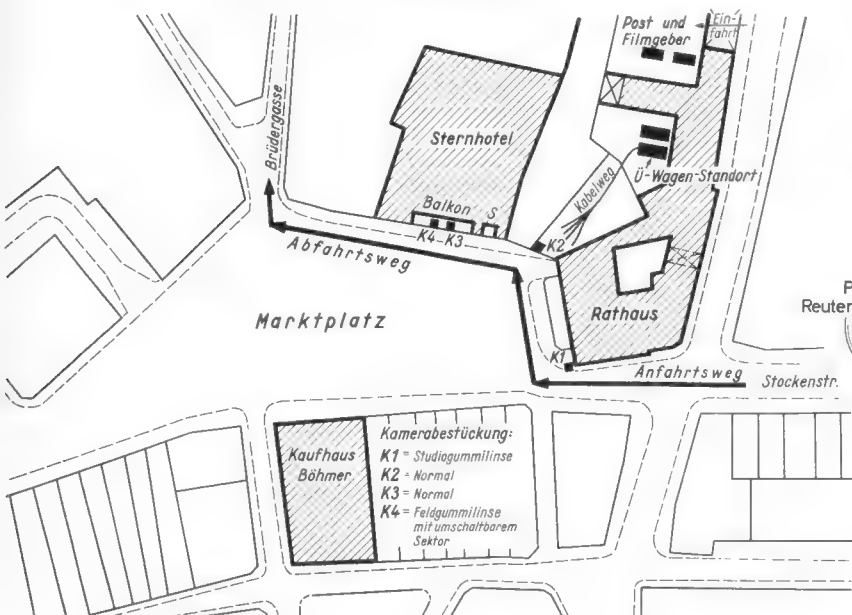 Post und
Filmgeber
Ein-
fahrt
Brüdergasse
Sternhotel
Ü-Wagen-Standort
Kabelweg
Balkon S
K4 K3
K2
Abfahrtsweg
Marktplatz
Rathaus
P
Reuter
K1
Anfahrtsweg
Stockenstr.
Kaufhaus
Böhmer
Kamerabestückung:
K1 = Studiogummilinse
K2 = Normal
K3 = Normal
K4 = Feldgummilinse
mit umschaltbarem
Sektor